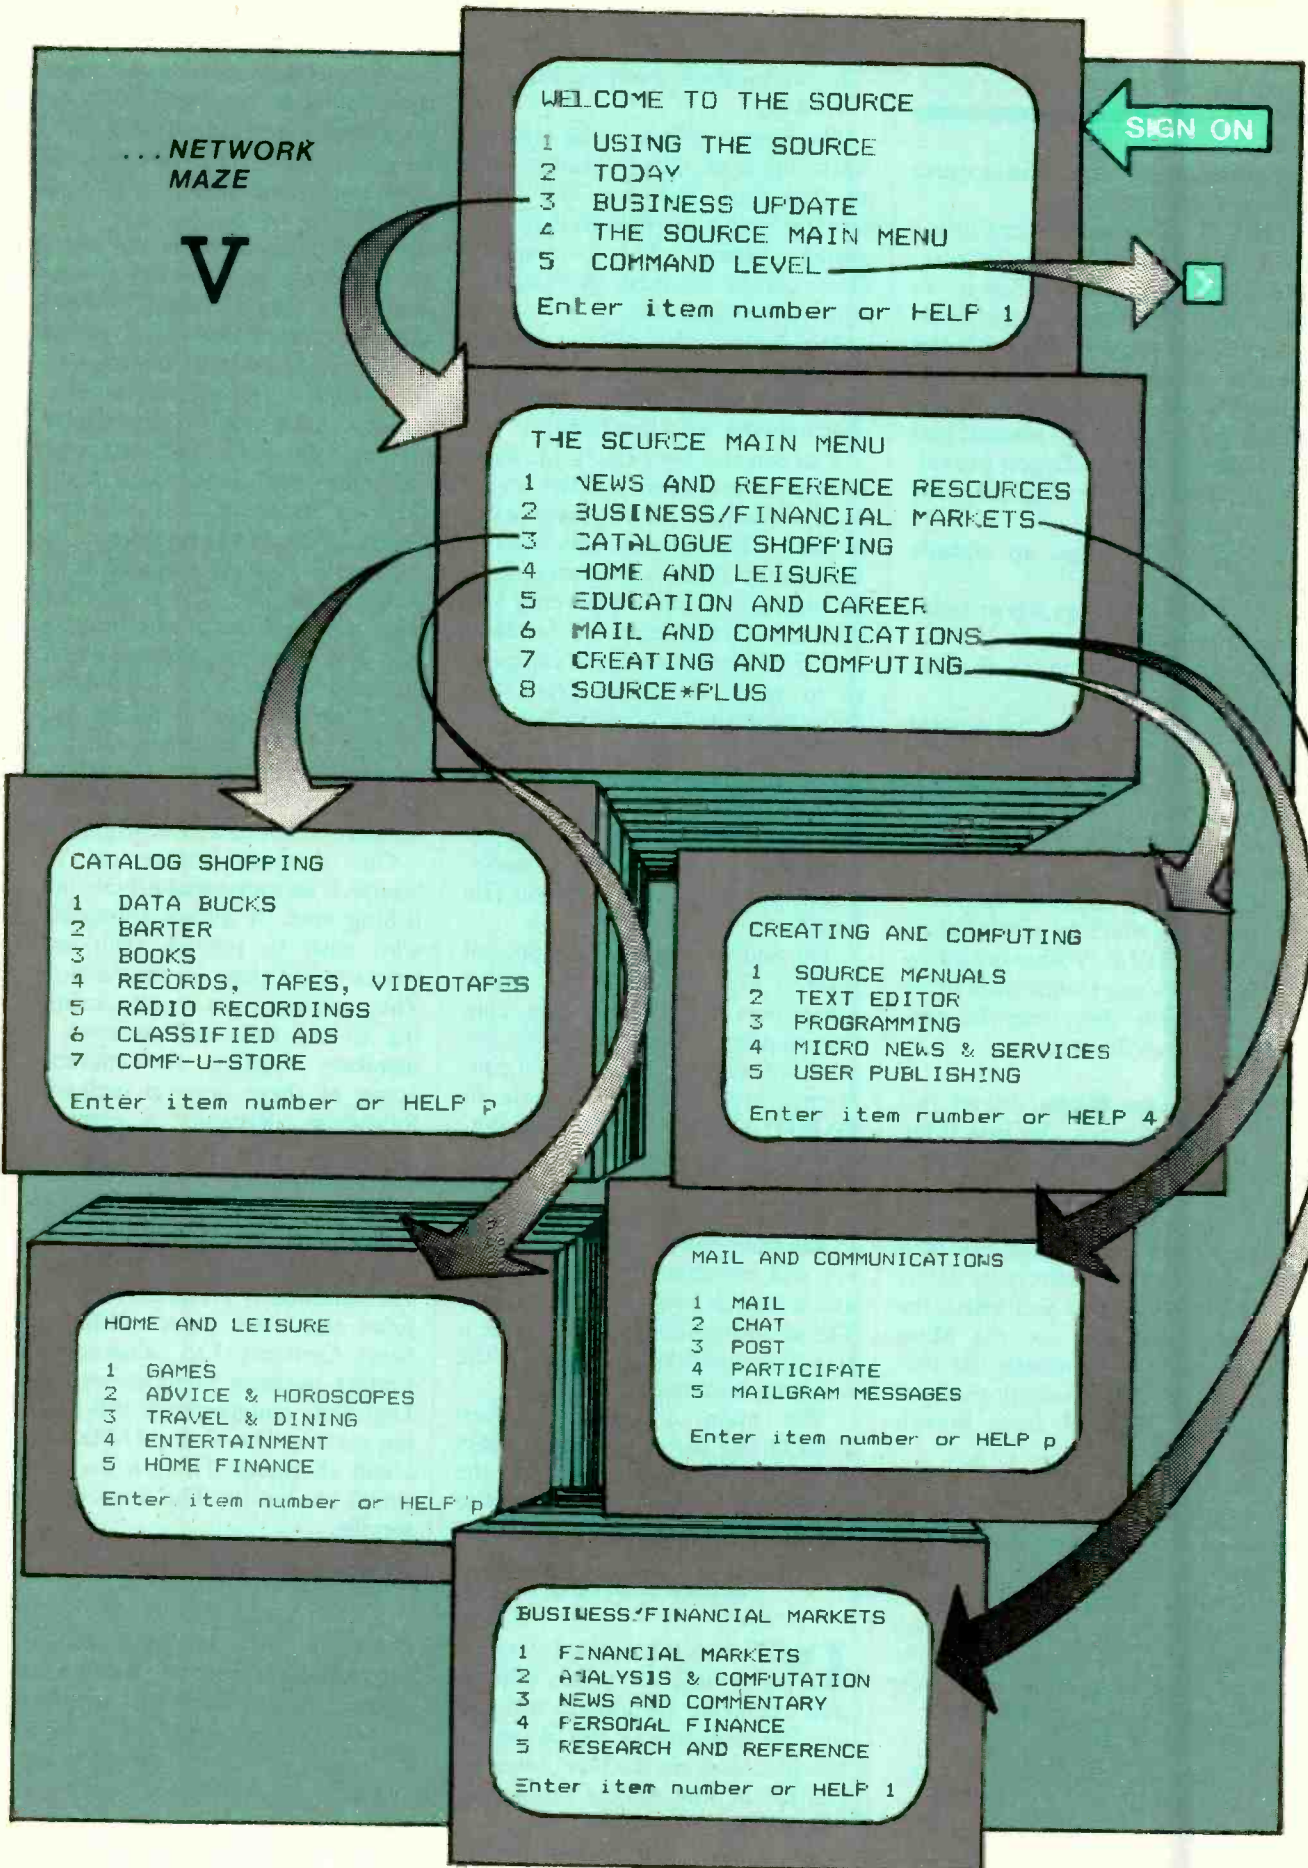 ...NETWORK
MAZE
V
SIGN ON
WELCOME TO THE SOURCE
1 USING THE SOURCE
2 TODAY
3 BUSINESS UPDATE
4 THE SOURCE MAIN MENU
5 COMMAND LEVEL
>
Enter item number or HELP 1
THE SOURCE MAIN MENU
1 NEWS AND REFERENCE RESOURCES
2 BUSINESS/FINANCIAL MARKETS
3 CATALOGUE SHOPPING
4 HOME AND LEISURE
5 EDUCATION AND CAREER
6 MAIL AND COMMUNICATIONS
7 CREATING AND COMPUTING
8 SOURCE*PLUS
CATALOG SHOPPING
1 DATA BUCKS
2 BARTER
3 BOOKS
4 RECORDS, TAPES, VIDEOTAPES
5 RADIO RECORDINGS
6 CLASSIFIED ADS
7 COMP-U-STORE
Enter item number or HELP p
CREATING AND COMPUTING
1 SOURCE MANUALS
2 TEXT EDITOR
3 PROGRAMMING
4 MICRO NEWS & SERVICES
5 USER PUBLISHING
Enter item number or HELP 4
MAIL AND COMMUNICATIONS
1 MAIL
2 CHAT
3 POST
4 PARTICIPATE
5 MAILGRAM MESSAGES
Enter item number or HELP p
HOME AND LEISURE
1 GAMES
2 ADVICE & HOROSCOPES
3 TRAVEL & DINING
4 ENTERTAINMENT
5 HOME FINANCE
Enter item number or HELP p
BUSINESS/FINANCIAL MARKETS
1 FINANCIAL MARKETS
2 ANALYSIS & COMPUTATION
3 NEWS AND COMMENTARY
4 PERSONAL FINANCE
5 RESEARCH AND REFERENCE
Enter item number or HELP 1